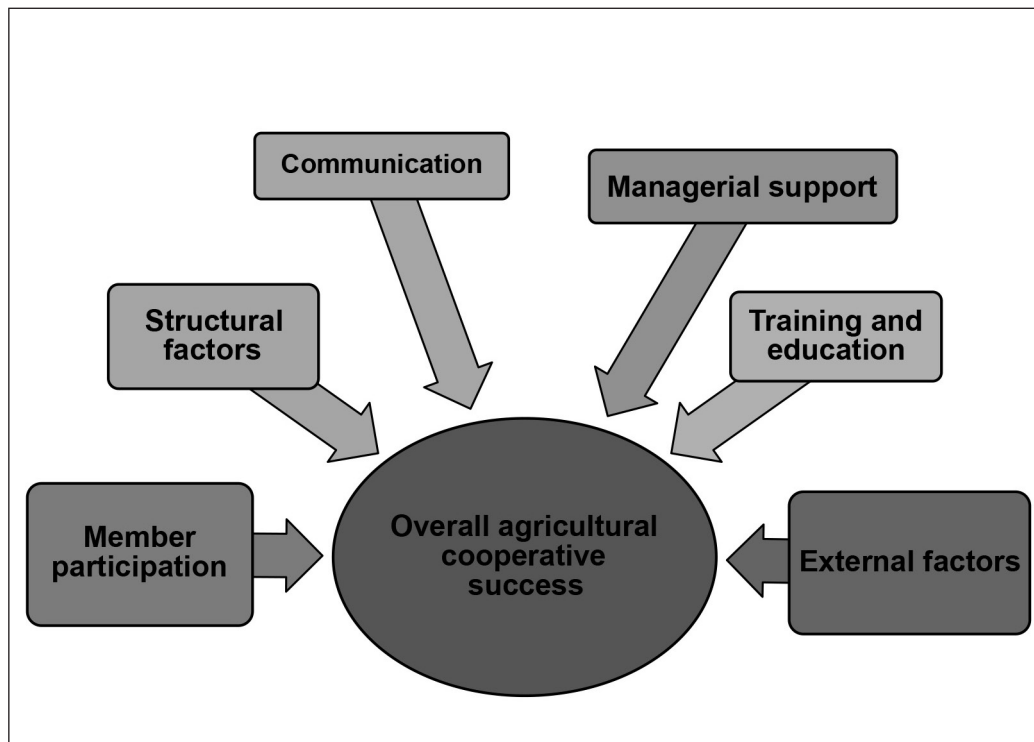 Communication
Managerial support
Structural
factors
Training and
education
Member
participation
Overall agricultural
cooperative
success
External factors